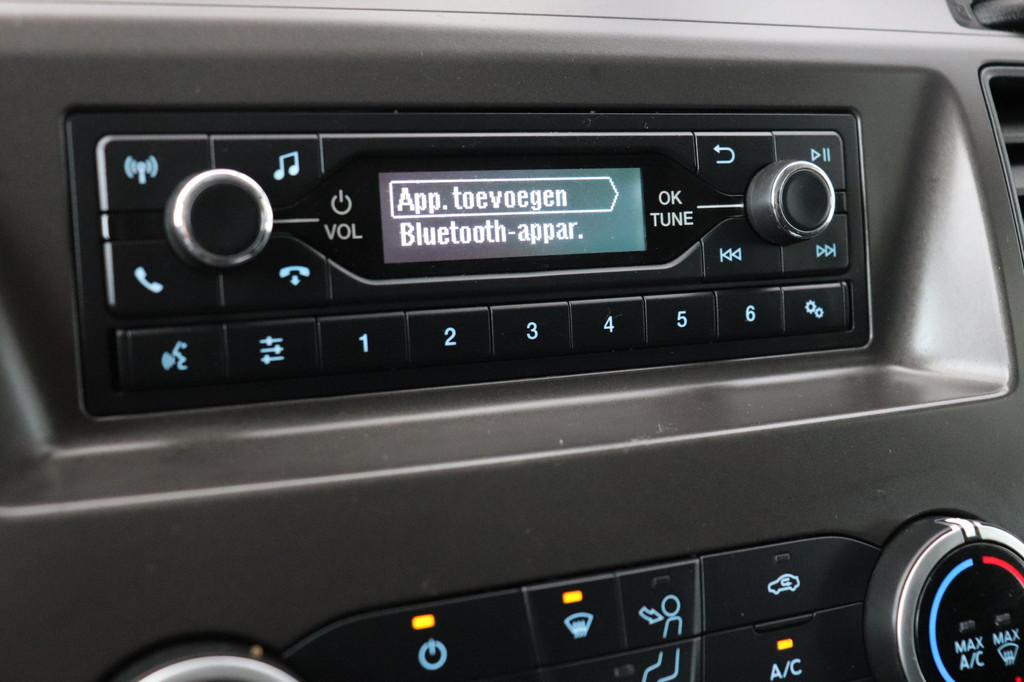 App. toevoegen
Bluetooth-appar.
VOL
OK
TUNE
1 2 3 4 5 6
A/C
MAX
A/C
MAX